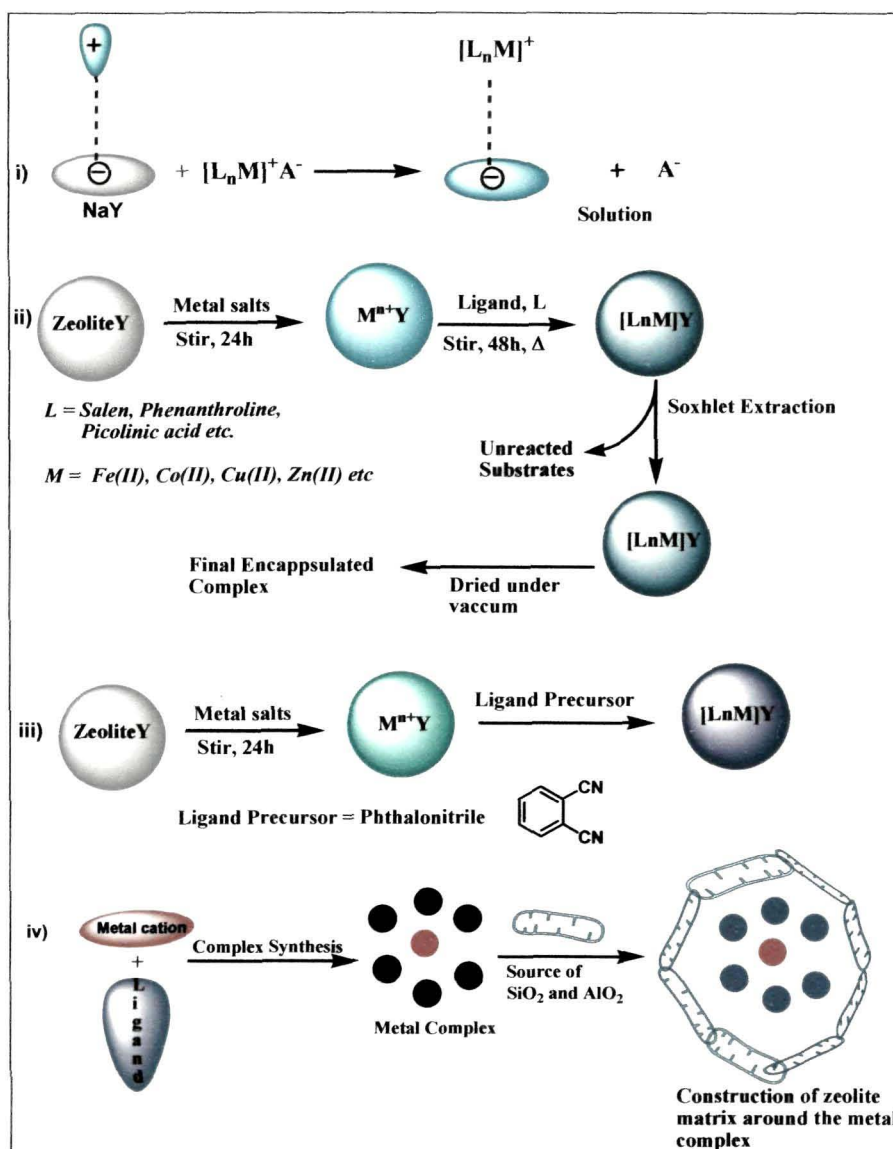 +
[LnM]+
i)
−
+ [LnM]+A-
−
+ A-
NaY
Solution
ii)
ZeoliteY
Metal salts
Stir, 24h
Mn+Y
Ligand, L
Stir, 48h, Δ
[LnM]Y
L = Salen, Phenanthroline,
Picolinic acid etc.
Soxhlet Extraction
Unreacted
Substrates
M = Fe(II), Co(II), Cu(II), Zn(II) etc
[LnM]Y
Final Encappsulated
Complex
Dried under
vaccum
iii)
ZeoliteY
Metal salts
Stir, 24h
Mn+Y
Ligand Precursor
[LnM]Y
Ligand Precursor = Phthalonitrile
CN
CN
iv)
Metal cation
+
Ligand
Complex Synthesis
Metal Complex
Source of
SiO2 and AlO2
Construction of zeolite
matrix around the metal
complex